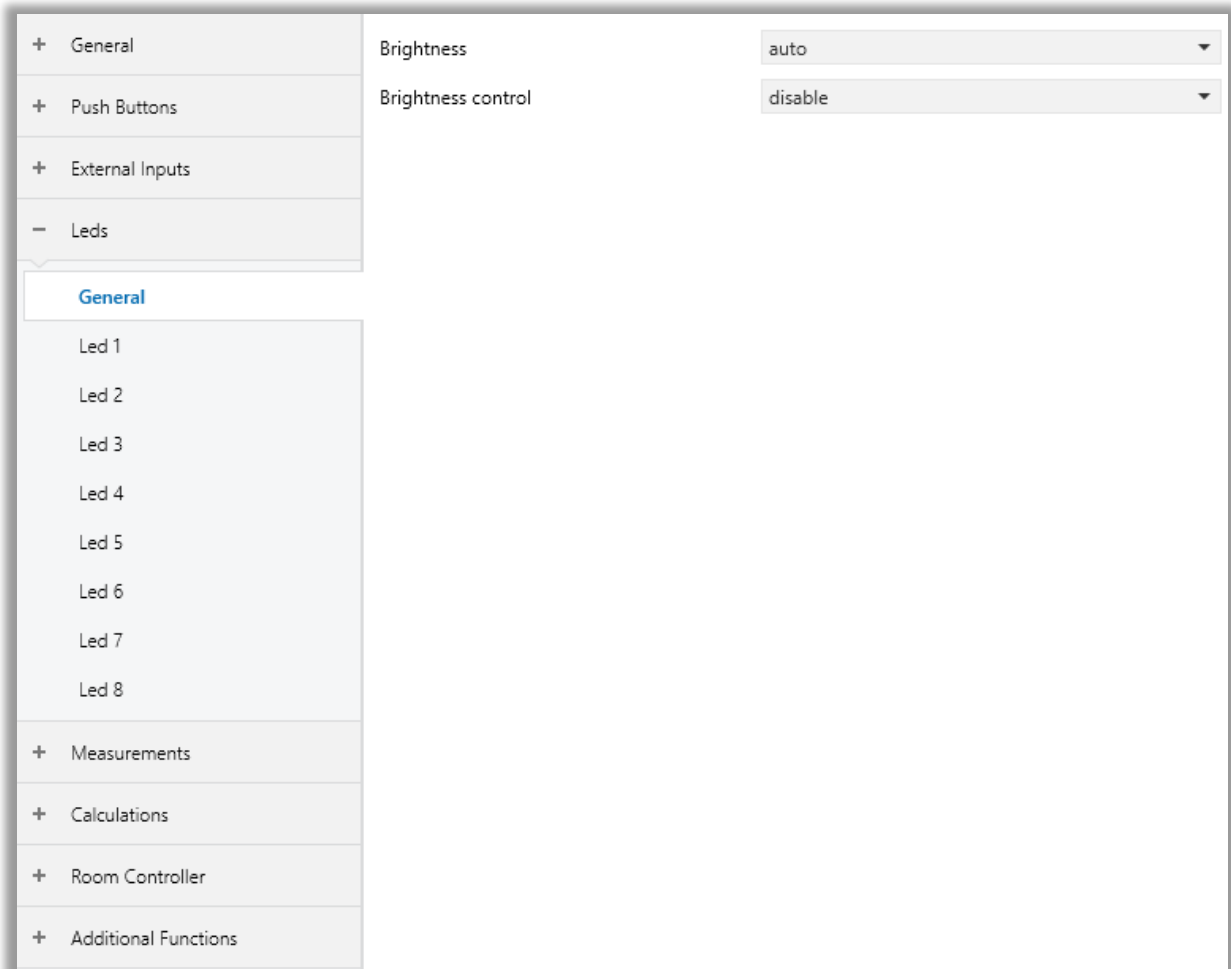 General
Push Buttons
External Inputs
Leds
General
Led 1
Led 2
Led 3
Led 4
Led 5
Led 6
Led 7
Led 8
Measurements
Calculations
Room Controller
Additional Functions
Brightness auto
Brightness control disable